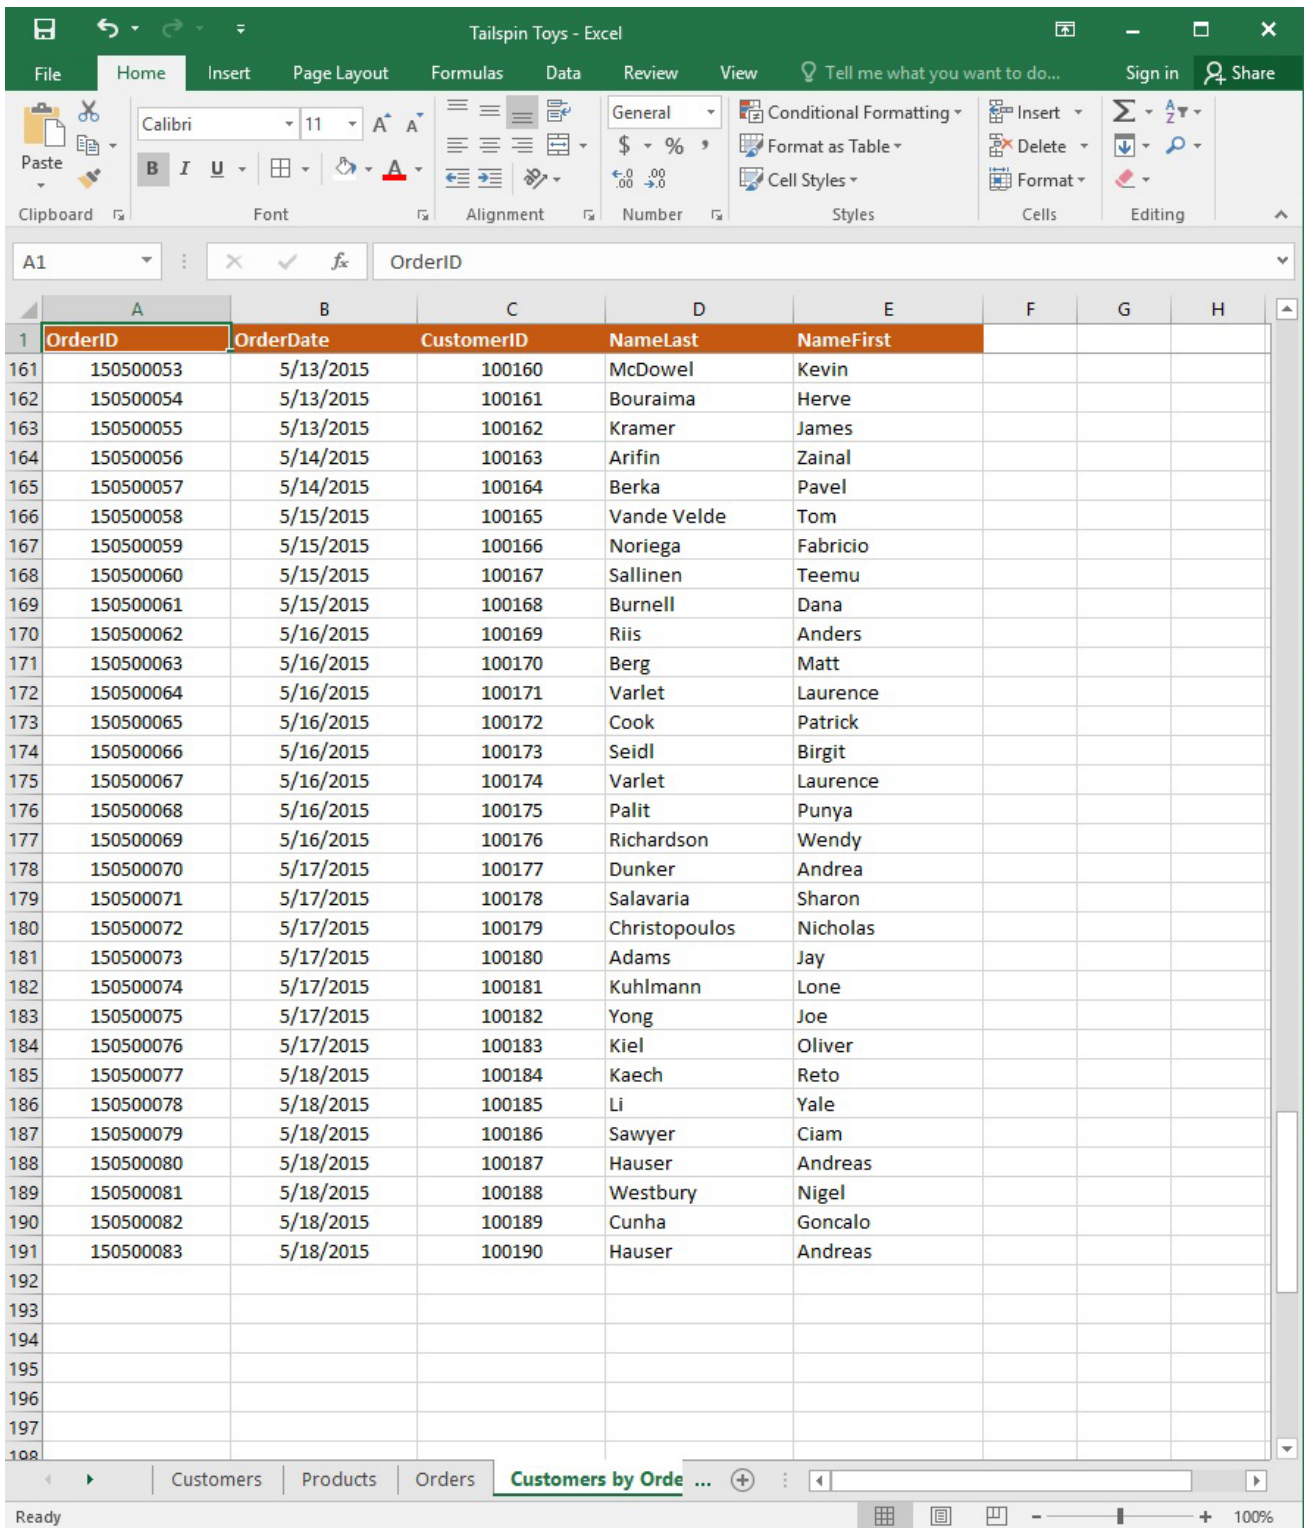 Tailspin Toys - Excel
File Home Insert Page Layout Formulas Data Review View Tell me what you want to do... Sign in Share
Paste Calibri 11 A A General Conditional Formatting Insert Σ A Z
B I U A $ % , Format as Table Delete
.0 .00 .00 .0 Cell Styles Format
Clipboard Font Alignment Number Styles Cells Editing
A1 fx OrderID
A B C D E F G H
1 OrderID OrderDate CustomerID NameLast NameFirst
161 150500053 5/13/2015 100160 McDowel Kevin
162 150500054 5/13/2015 100161 Bouraima Herve
163 150500055 5/13/2015 100162 Kramer James
164 150500056 5/14/2015 100163 Arifin Zainal
165 150500057 5/14/2015 100164 Berka Pavel
166 150500058 5/15/2015 100165 Vande Velde Tom
167 150500059 5/15/2015 100166 Noriega Fabricio
168 150500060 5/15/2015 100167 Sallinen Teemu
169 150500061 5/15/2015 100168 Burnell Dana
170 150500062 5/16/2015 100169 Riis Anders
171 150500063 5/16/2015 100170 Berg Matt
172 150500064 5/16/2015 100171 Varlet Laurence
173 150500065 5/16/2015 100172 Cook Patrick
174 150500066 5/16/2015 100173 Seidl Birgit
175 150500067 5/16/2015 100174 Varlet Laurence
176 150500068 5/16/2015 100175 Palit Punya
177 150500069 5/16/2015 100176 Richardson Wendy
178 150500070 5/17/2015 100177 Dunker Andrea
179 150500071 5/17/2015 100178 Salavaria Sharon
180 150500072 5/17/2015 100179 Christopoulos Nicholas
181 150500073 5/17/2015 100180 Adams Jay
182 150500074 5/17/2015 100181 Kuhlmann Lone
183 150500075 5/17/2015 100182 Yong Joe
184 150500076 5/17/2015 100183 Kiel Oliver
185 150500077 5/18/2015 100184 Kaech Reto
186 150500078 5/18/2015 100185 Li Yale
187 150500079 5/18/2015 100186 Sawyer Ciam
188 150500080 5/18/2015 100187 Hauser Andreas
189 150500081 5/18/2015 100188 Westbury Nigel
190 150500082 5/18/2015 100189 Cunha Goncalo
191 150500083 5/18/2015 100190 Hauser Andreas
192
193
194
195
196
197
198
Customers Products Orders Customers by Orde ...
Ready 100%